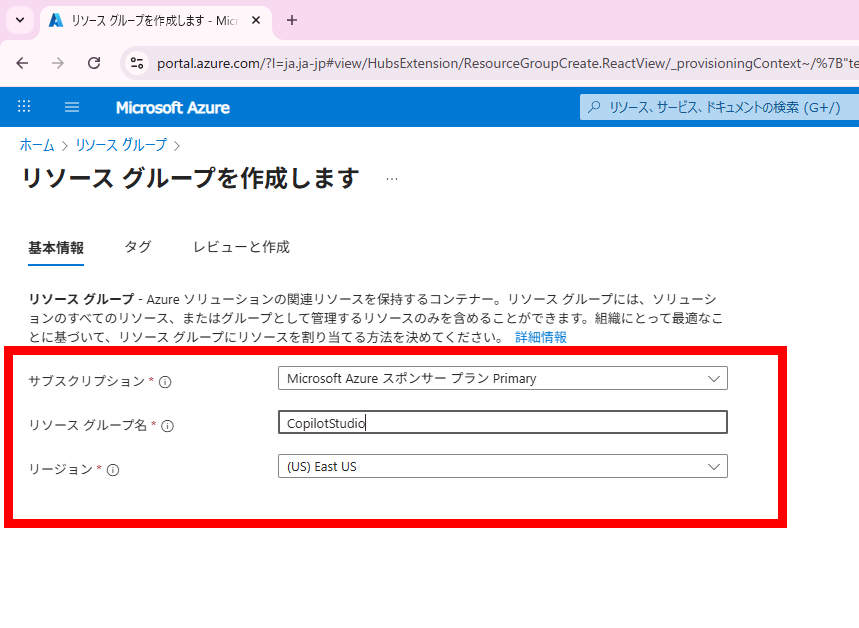 リソース グループを作成します - Micr
portal.azure.com/?l=ja.ja-jp#view/HubsExtension/ResourceGroupCreate.ReactView/_provisioningContext~/%7B"te
Microsoft Azure
リソース、サービス、ドキュメントの検索 (G+/)
ホーム > リソース グループ >
リソース グループを作成します ...
基本情報 タグ レビューと作成
リソース グループ - Azure ソリューションの関連リソースを保持するコンテナー。リソース グループには、ソリューシ
ョンのすべてのリソース、またはグループとして管理するリソースのみを含めることができます。組織にとって最適なこ
とに基づいて、リソース グループにリソースを割り当てる方法を決めてください。 詳細情報
サブスクリプション * Microsoft Azure スポンサー プラン Primary
リソース グループ名 * CopilotStudio
リージョン * (US) East US